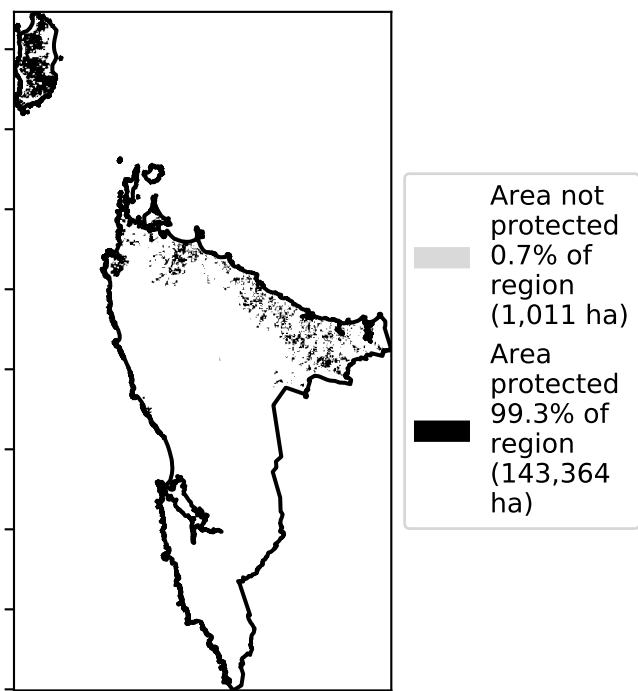 Area not
protected
0.7% of
region
(1,011 ha)
Area
protected
99.3% of
region
(143,364
ha)